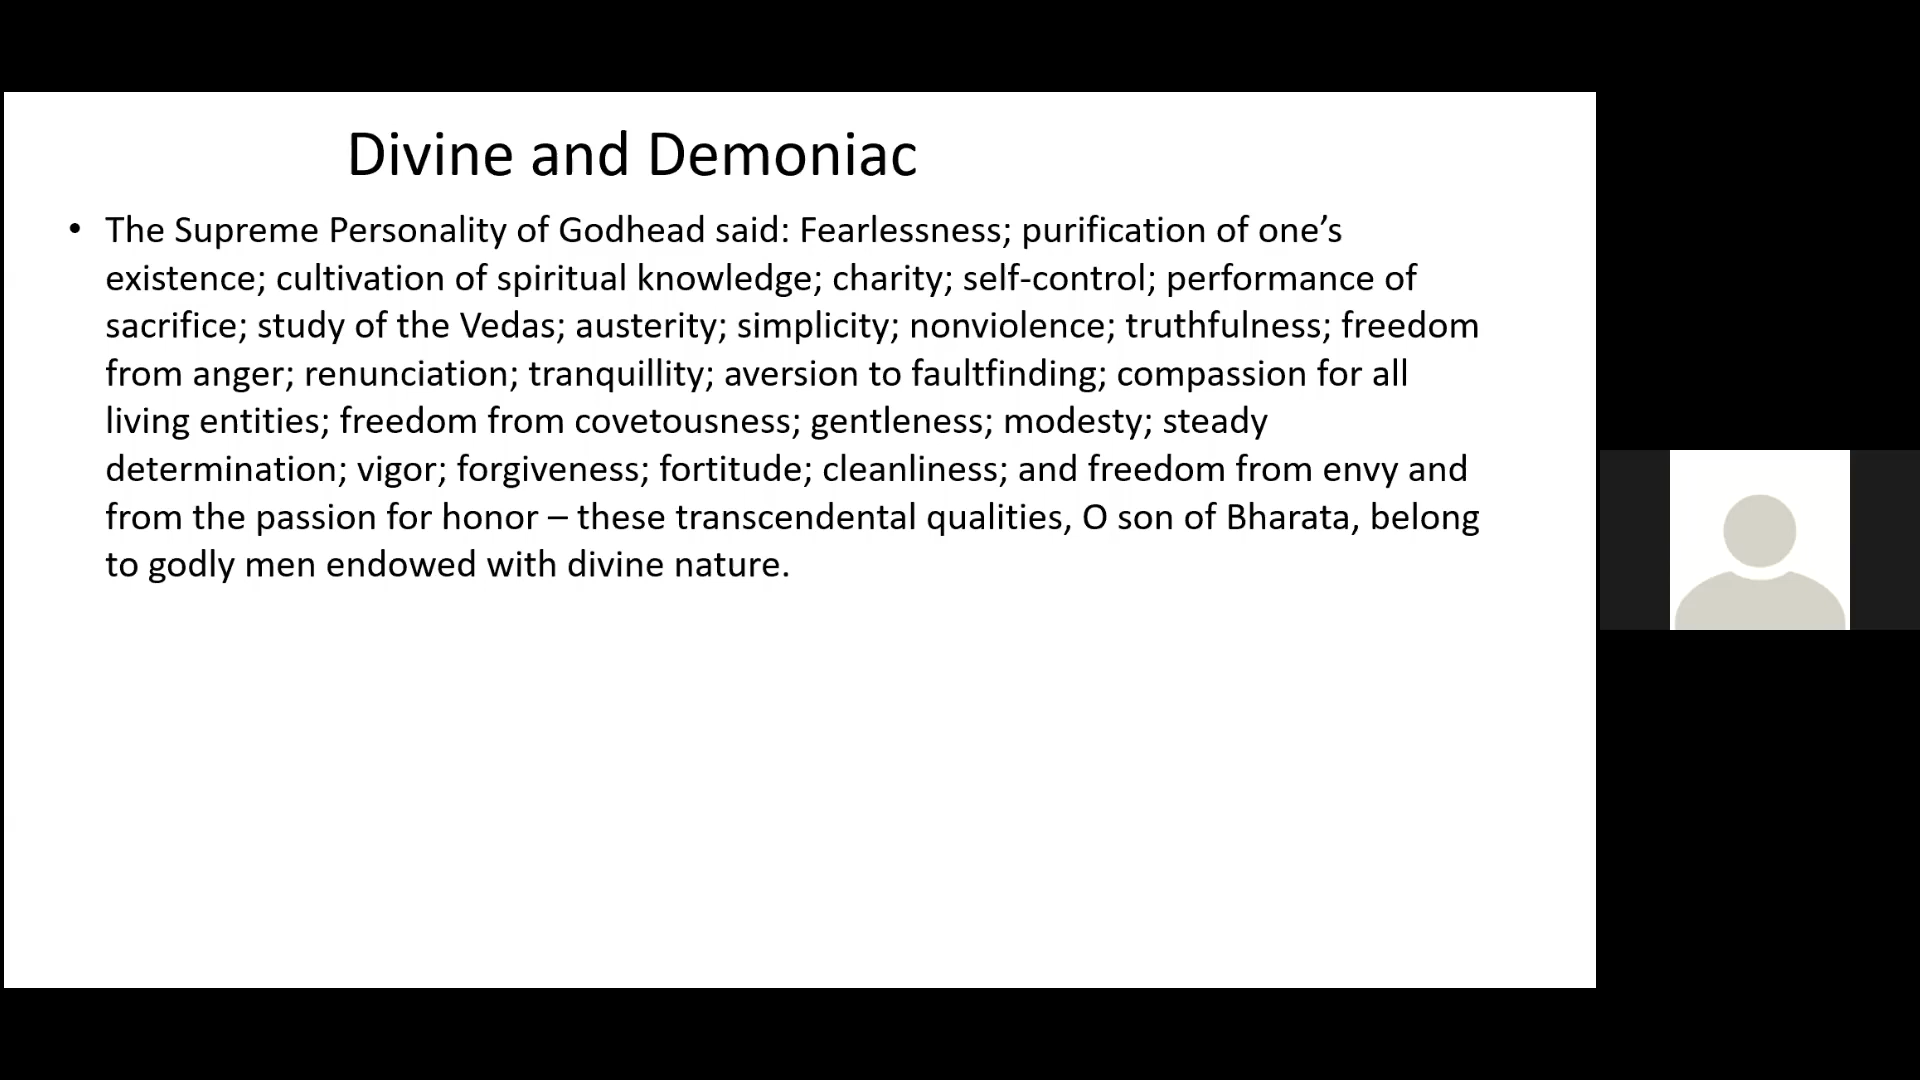 Divine and Demoniac
• The Supreme Personality of Godhead said: Fearlessness; purification of one’s
existence; cultivation of spiritual knowledge; charity; self-control; performance of
sacrifice; study of the Vedas; austerity; simplicity; nonviolence; truthfulness; freedom
from anger; renunciation; tranquillity; aversion to faultfinding; compassion for all
living entities; freedom from covetousness; gentleness; modesty; steady
determination; vigor; forgiveness; fortitude; cleanliness; and freedom from envy and
from the passion for honor – these transcendental qualities, O son of Bharata, belong
to godly men endowed with divine nature.